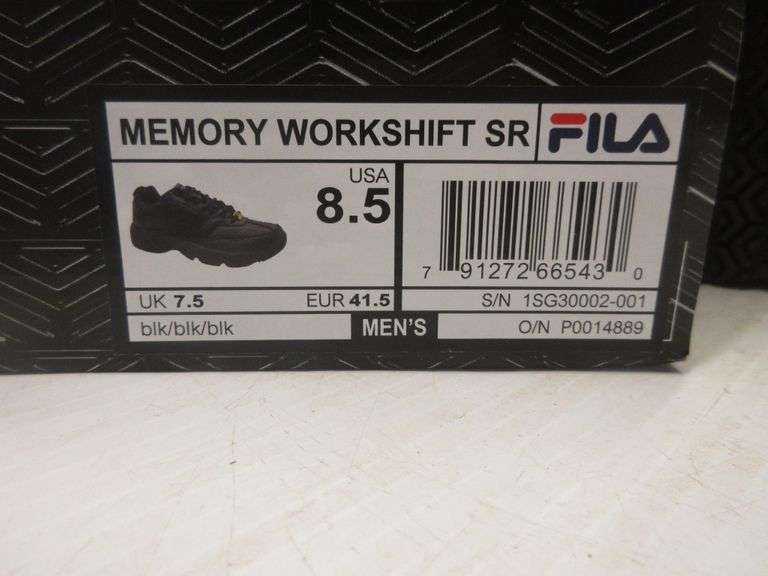 MEMORY WORKSHIFT SR FILA
USA
8.5
7 91272 66543 0
UK 7.5 EUR 41.5 S/N 1SG30002-001
blk/blk/blk MEN'S O/N P0014889